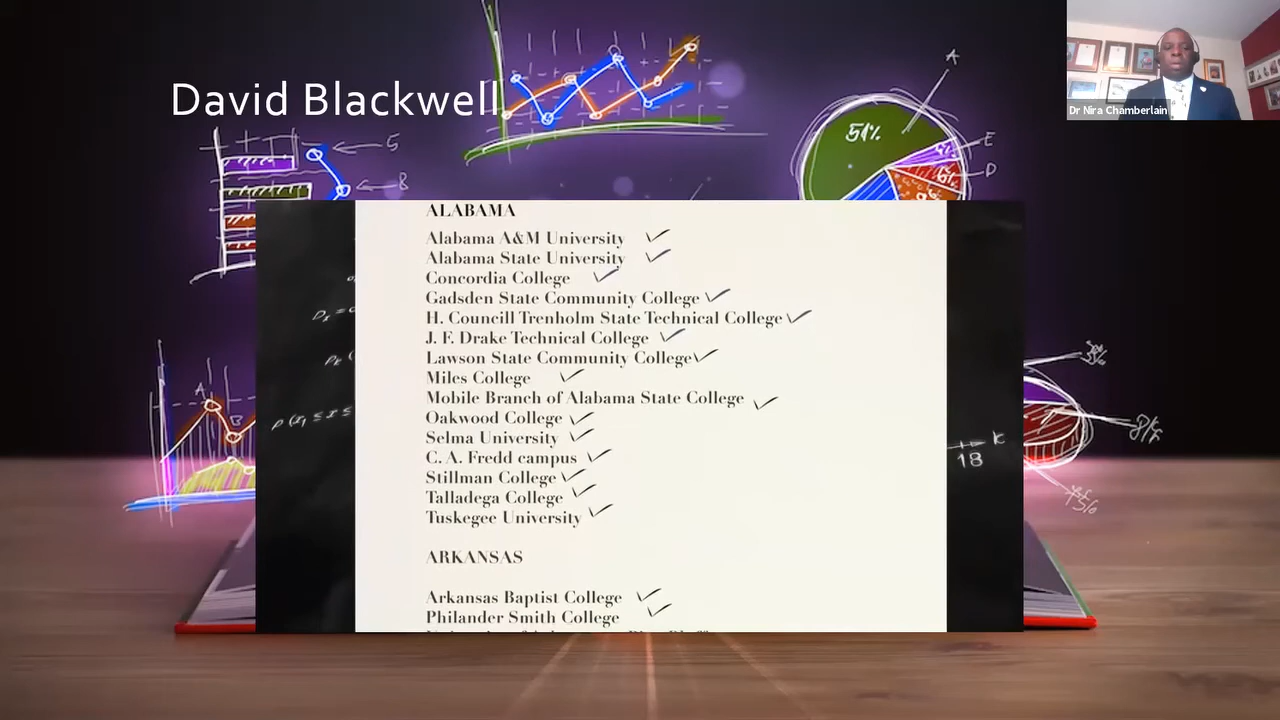 David Blackwell
Dr Nira Chamberlain
A
51%
E
D
5
B
ALABAMA
Alabama A&M University
Alabama State University
Concordia College
Gadsden State Community College
H. Councill Trenholm State Technical College
J. F. Drake Technical College
Lawson State Community College
Miles College
Mobile Branch of Alabama State College
Oakwood College
Selma University
C. A. Fredd campus
Stillman College
Talladega College
Tuskegee University
ARKANSAS
Arkansas Baptist College
Philander Smith College
A
B
k
18